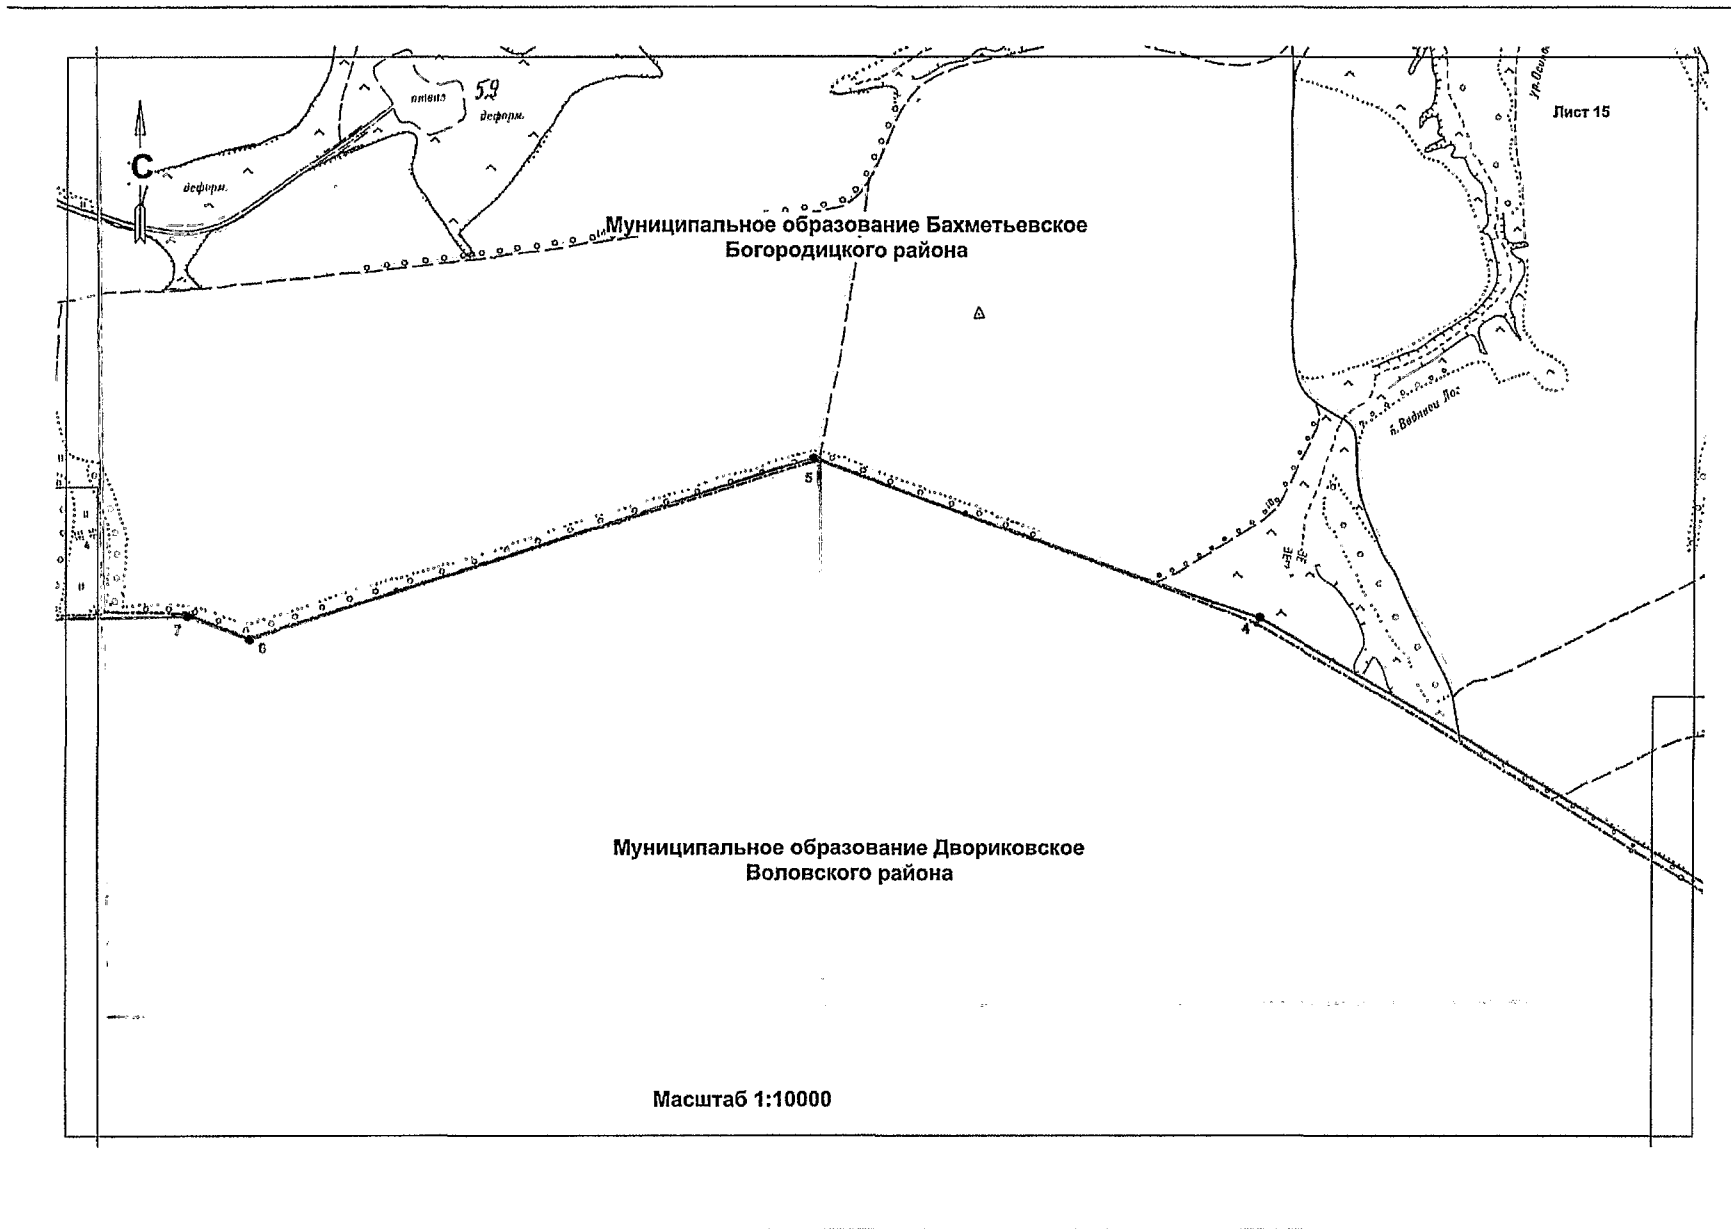 59
отвал
деформ.
Лист 15
С
деформ.
Муниципальное образование Бахметьевское
Богородицкого района
5
4
7
6
Муниципальное образование Двориковское
Воловского района
Масштаб 1:10000